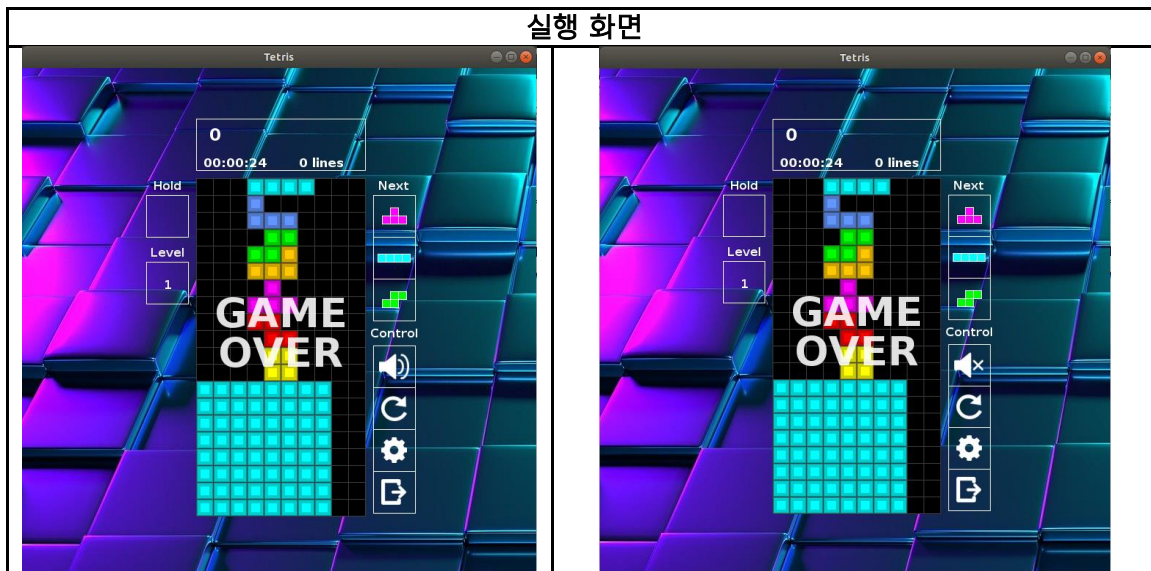 실행 화면
Tetris
0
00:00:24 0 lines
Hold
Next
Level
1
GAME
OVER
Control
Tetris
0
00:00:24 0 lines
Hold
Next
Level
1
GAME
OVER
Control